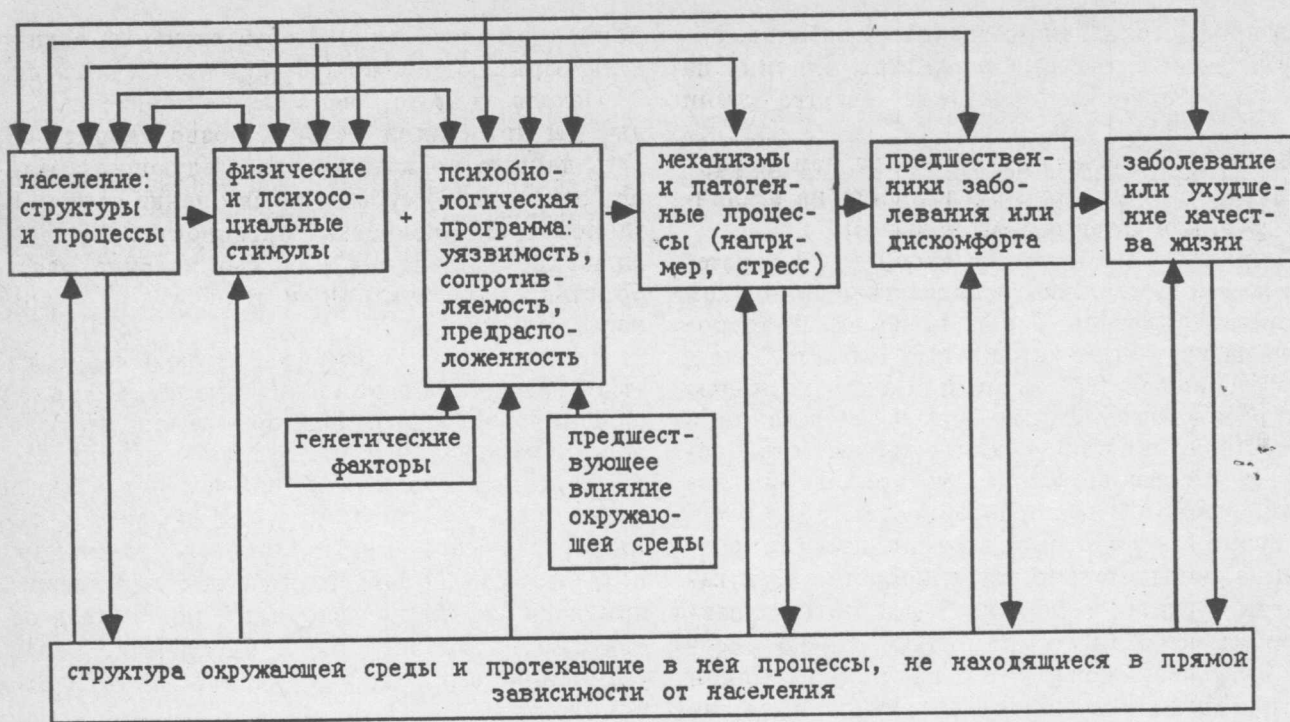 население:
структуры
и процессы
физические
и психосо-
циальные
стимулы
+
психобио-
логическая
программа:
уязвимость,
сопротив
ляемость,
предраспо-
ложенность
механизмы
и патоген-
ные процес-
сы (напри-
мер, стресс)
предшествен-
ники забо-
левания или
дискомфорта
заболевание
или ухудше-
ние качест-
ва жизни
генетические
факторы
предшест-
вующее
влияние
окружаю-
щей среды
структура окружающей среды и протекающие в ней процессы, не находящиеся в прямой
зависимости от населения